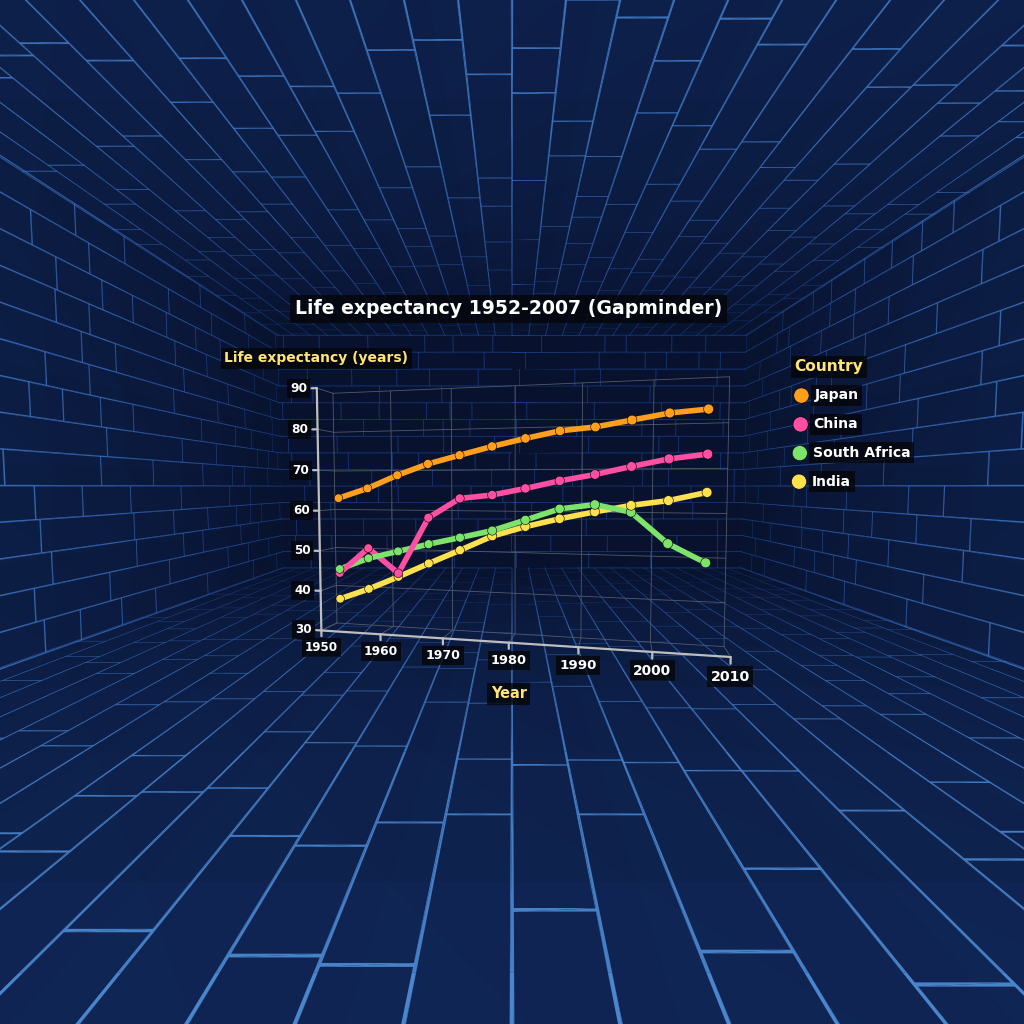 Life expectancy 1952-2007 (Gapminder)
Life expectancy (years)
90
80
70
60
50
40
30
1950
1960
1970
1980
1990
2000
2010
Year
Country
Japan
China
South Africa
India